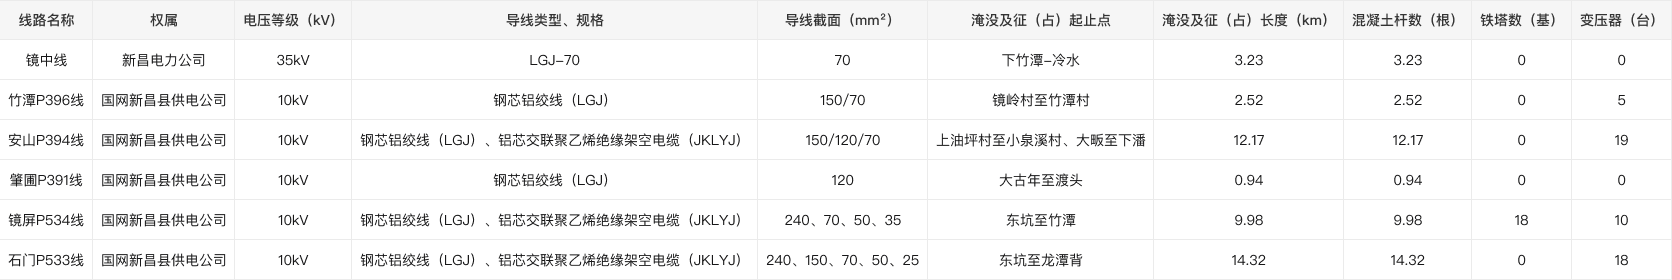 线路名称 权属 电压等级（kV） 导线类型、规格 导线截面（mm²） 淹没及征（占）起止点 淹没及征（占）长度（km） 混凝土杆数（根） 铁塔数（基） 变压器（台）
镜中线 新昌电力公司 35kV LGJ-70 70 下竹潭-冷水 3.23 3.23 0 0
竹潭P396线 国网新昌县供电公司 10kV 钢芯铝绞线（LGJ） 150/70 镜岭村至竹潭村 2.52 2.52 0 5
安山P394线 国网新昌县供电公司 10kV 钢芯铝绞线（LGJ）、铝芯交联聚乙烯绝缘架空电缆（JKLYJ） 150/120/70 上油坪村至小泉溪村、大畈至下潘 12.17 12.17 0 19
肇圃P391线 国网新昌县供电公司 10kV 钢芯铝绞线（LGJ） 120 大古年至渡头 0.94 0.94 0 0
镜屏P534线 国网新昌县供电公司 10kV 钢芯铝绞线（LGJ）、铝芯交联聚乙烯绝缘架空电缆（JKLYJ） 240、70、50、35 东坑至竹潭 9.98 9.98 18 10
石门P533线 国网新昌县供电公司 10kV 钢芯铝绞线（LGJ）、铝芯交联聚乙烯绝缘架空电缆（JKLYJ） 240、150、70、50、25 东坑至龙潭背 14.32 14.32 0 18